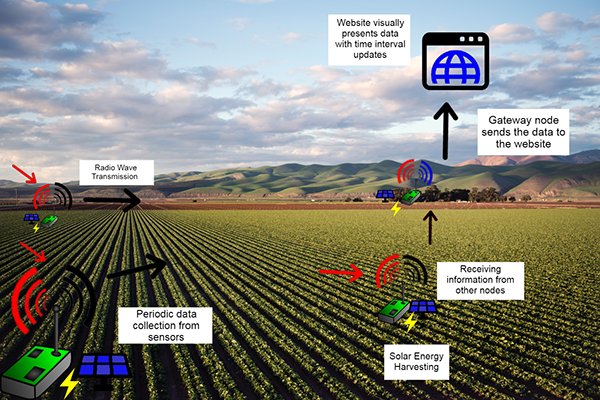 Website visually
presents data
with time interval
updates
Gateway node
sends the data to
the website
Radio Wave
Transmission
Receiving
information from
other nodes
Periodic data
collection from
sensors
Solar Energy
Harvesting